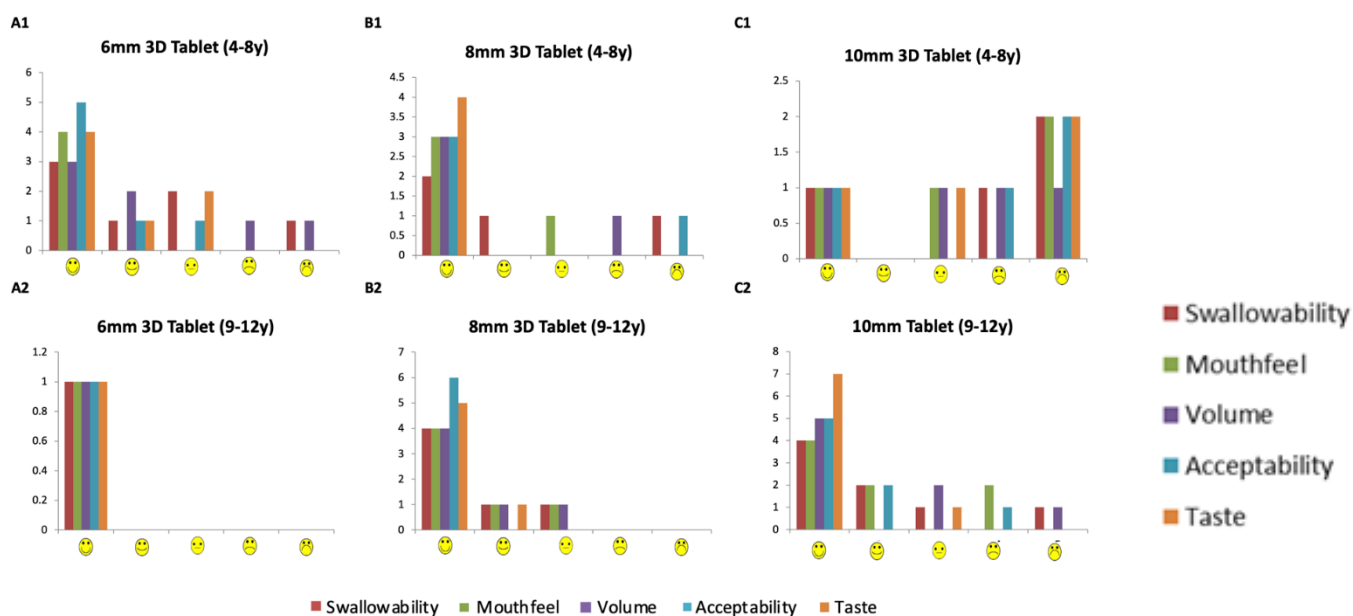 A1
6mm 3D Tablet (4-8y)
6
5
4
3
2
1
0
B1
8mm 3D Tablet (4-8y)
4.5
4
3.5
3
2.5
2
1.5
1
0.5
0
C1
10mm 3D Tablet (4-8y)
2.5
2
1.5
1
0.5
0
A2
6mm 3D Tablet (9-12y)
1.2
1
0.8
0.6
0.4
0.2
0
B2
8mm 3D Tablet (9-12y)
7
6
5
4
3
2
1
0
C2
10mm Tablet (9-12y)
8
7
6
5
4
3
2
1
0
Swallowability
Mouthfeel
Volume
Acceptability
Taste
Swallowability Mouthfeel Volume Acceptability Taste